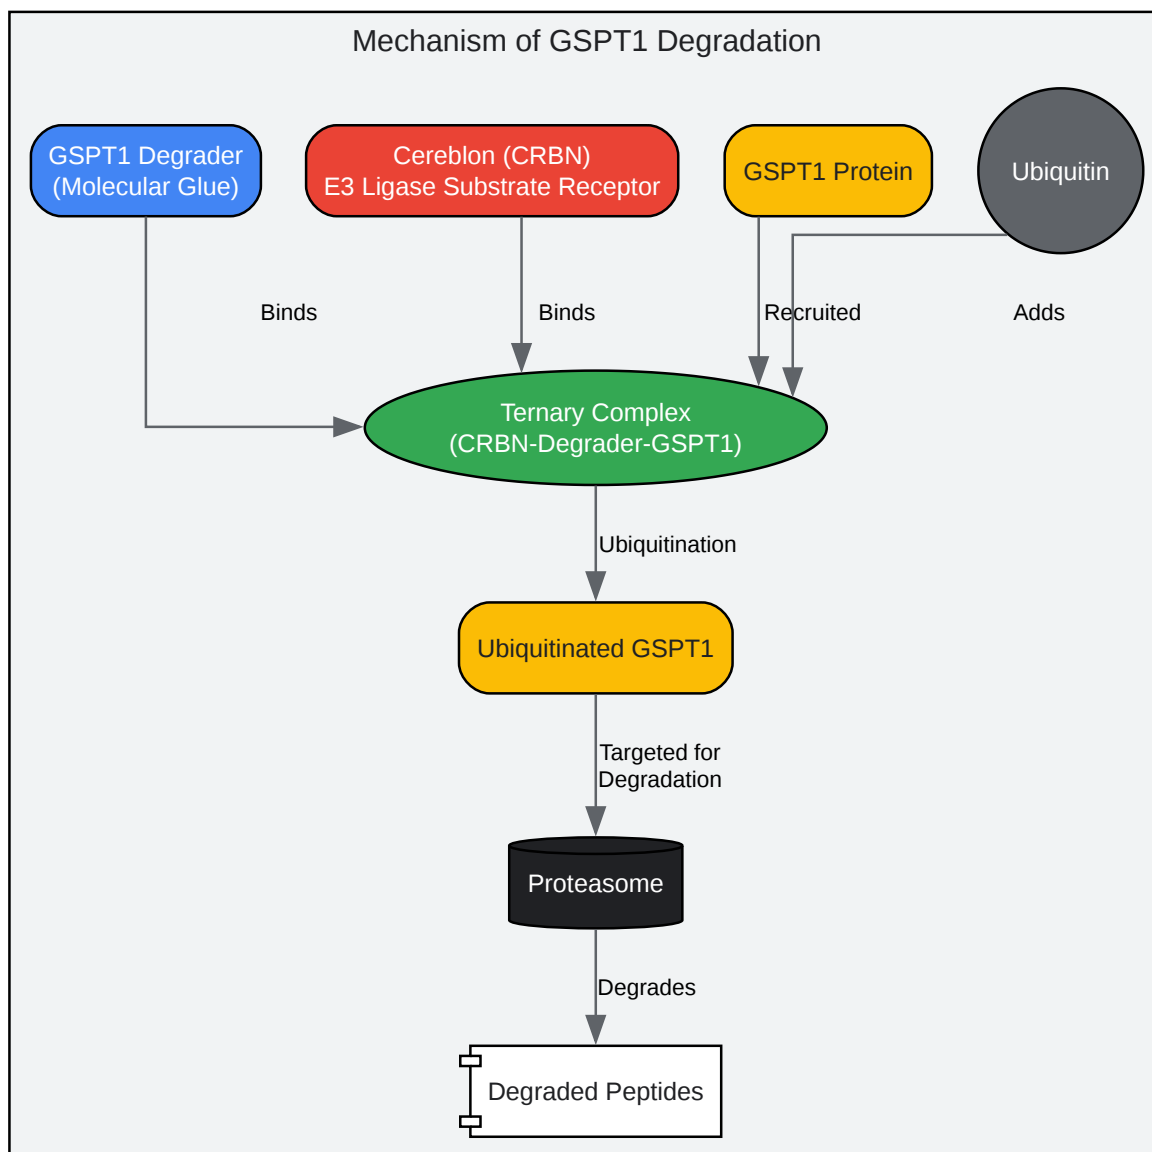 Mechanism of GSPT1 Degradation
GSPT1 Degrader
(Molecular Glue)
Cereblon (CRBN)
E3 Ligase Substrate Receptor
GSPT1 Protein
Ubiquitin
Binds
Binds
Recruited
Adds
Ternary Complex
(CRBN-Degrader-GSPT1)
Ubiquitination
Ubiquitinated GSPT1
Targeted for
Degradation
Proteasome
Degrades
Degraded Peptides